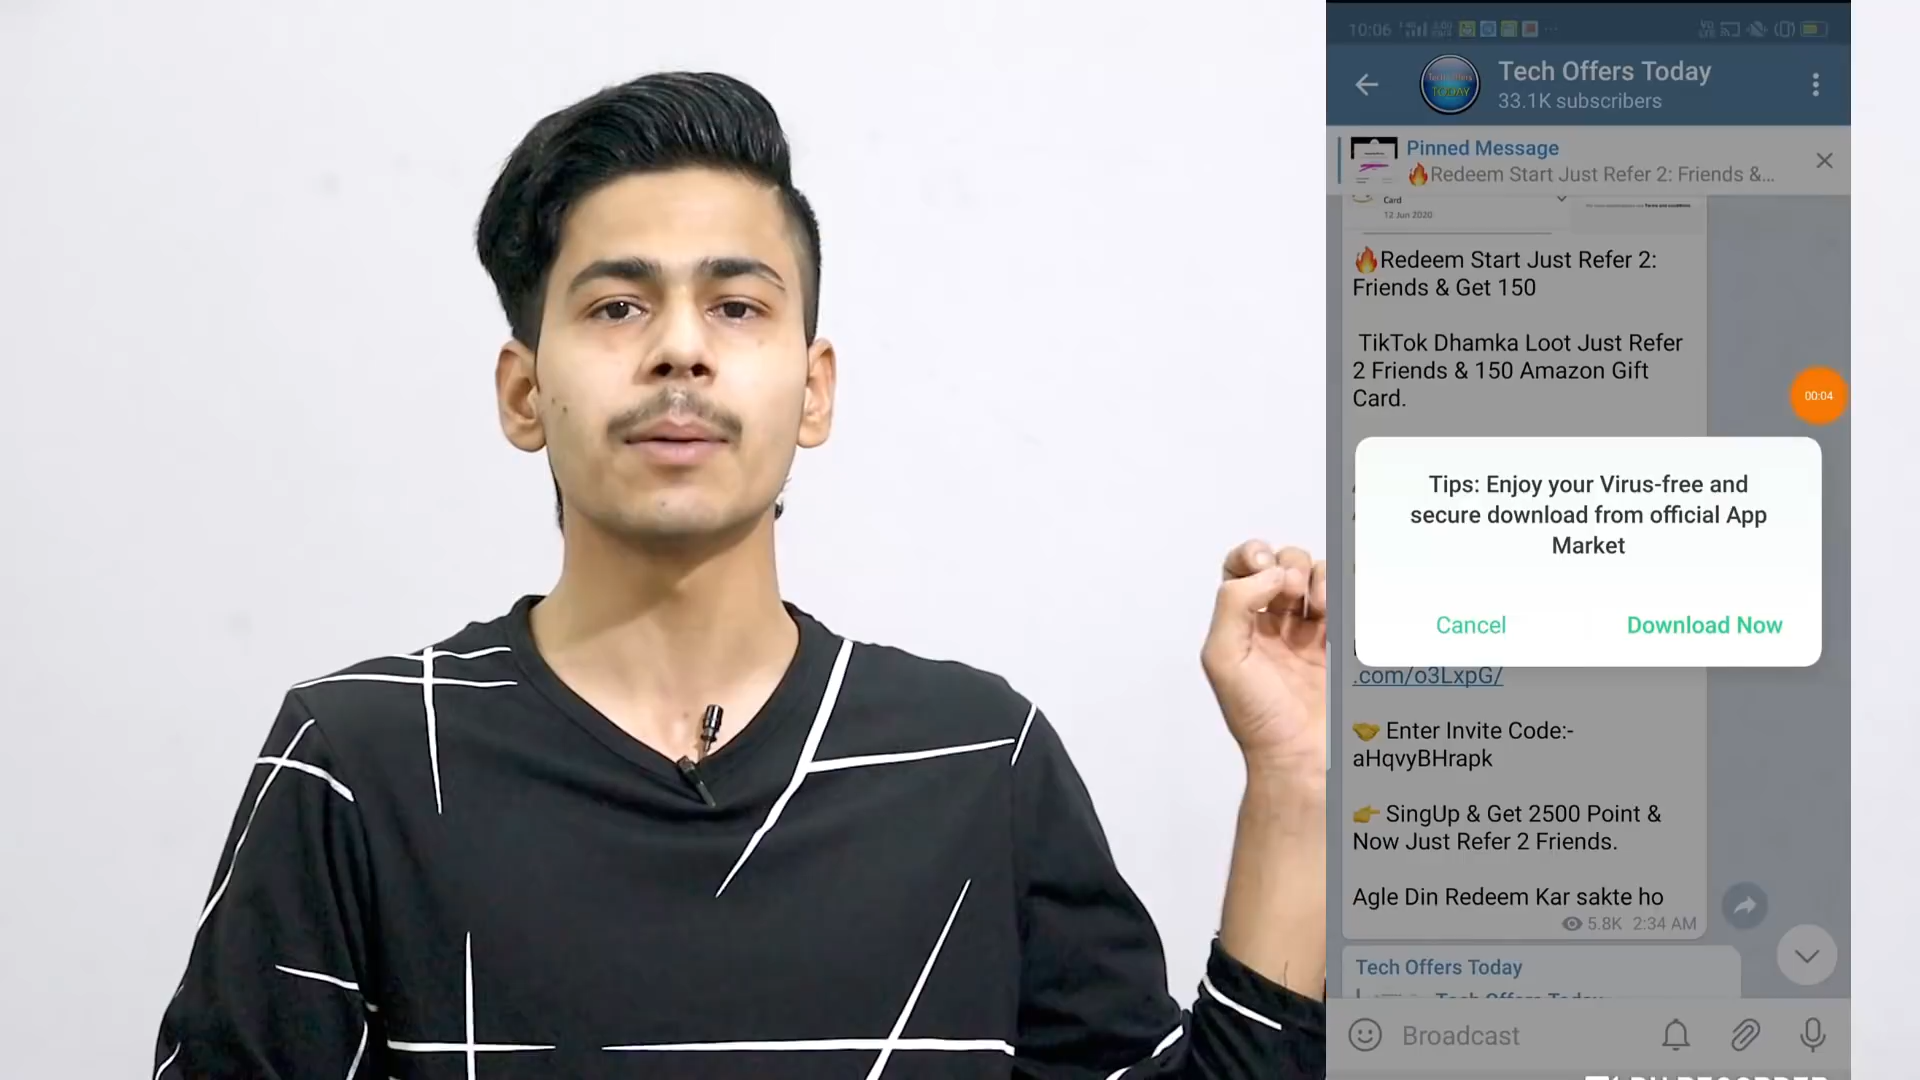 10:06
Tech Offers Today
33.1K subscribers
TODAY
Pinned Message
🔥Redeem Start Just Refer 2: Friends &...
Card
12 Jun 2020
🔥Redeem Start Just Refer 2:
Friends & Get 150
TikTok Dhamka Loot Just Refer
2 Friends & 150 Amazon Gift
Card.
00:04
Tips: Enjoy your Virus-free and
secure download from official App
Market
Cancel
Download Now
.com/o3LxpG/
🤝 Enter Invite Code:-
aHqvyBHrapk
👉 SingUp & Get 2500 Point &
Now Just Refer 2 Friends.
Agle Din Redeem Kar sakte ho
5.8K 2:34 AM
Tech Offers Today
Broadcast